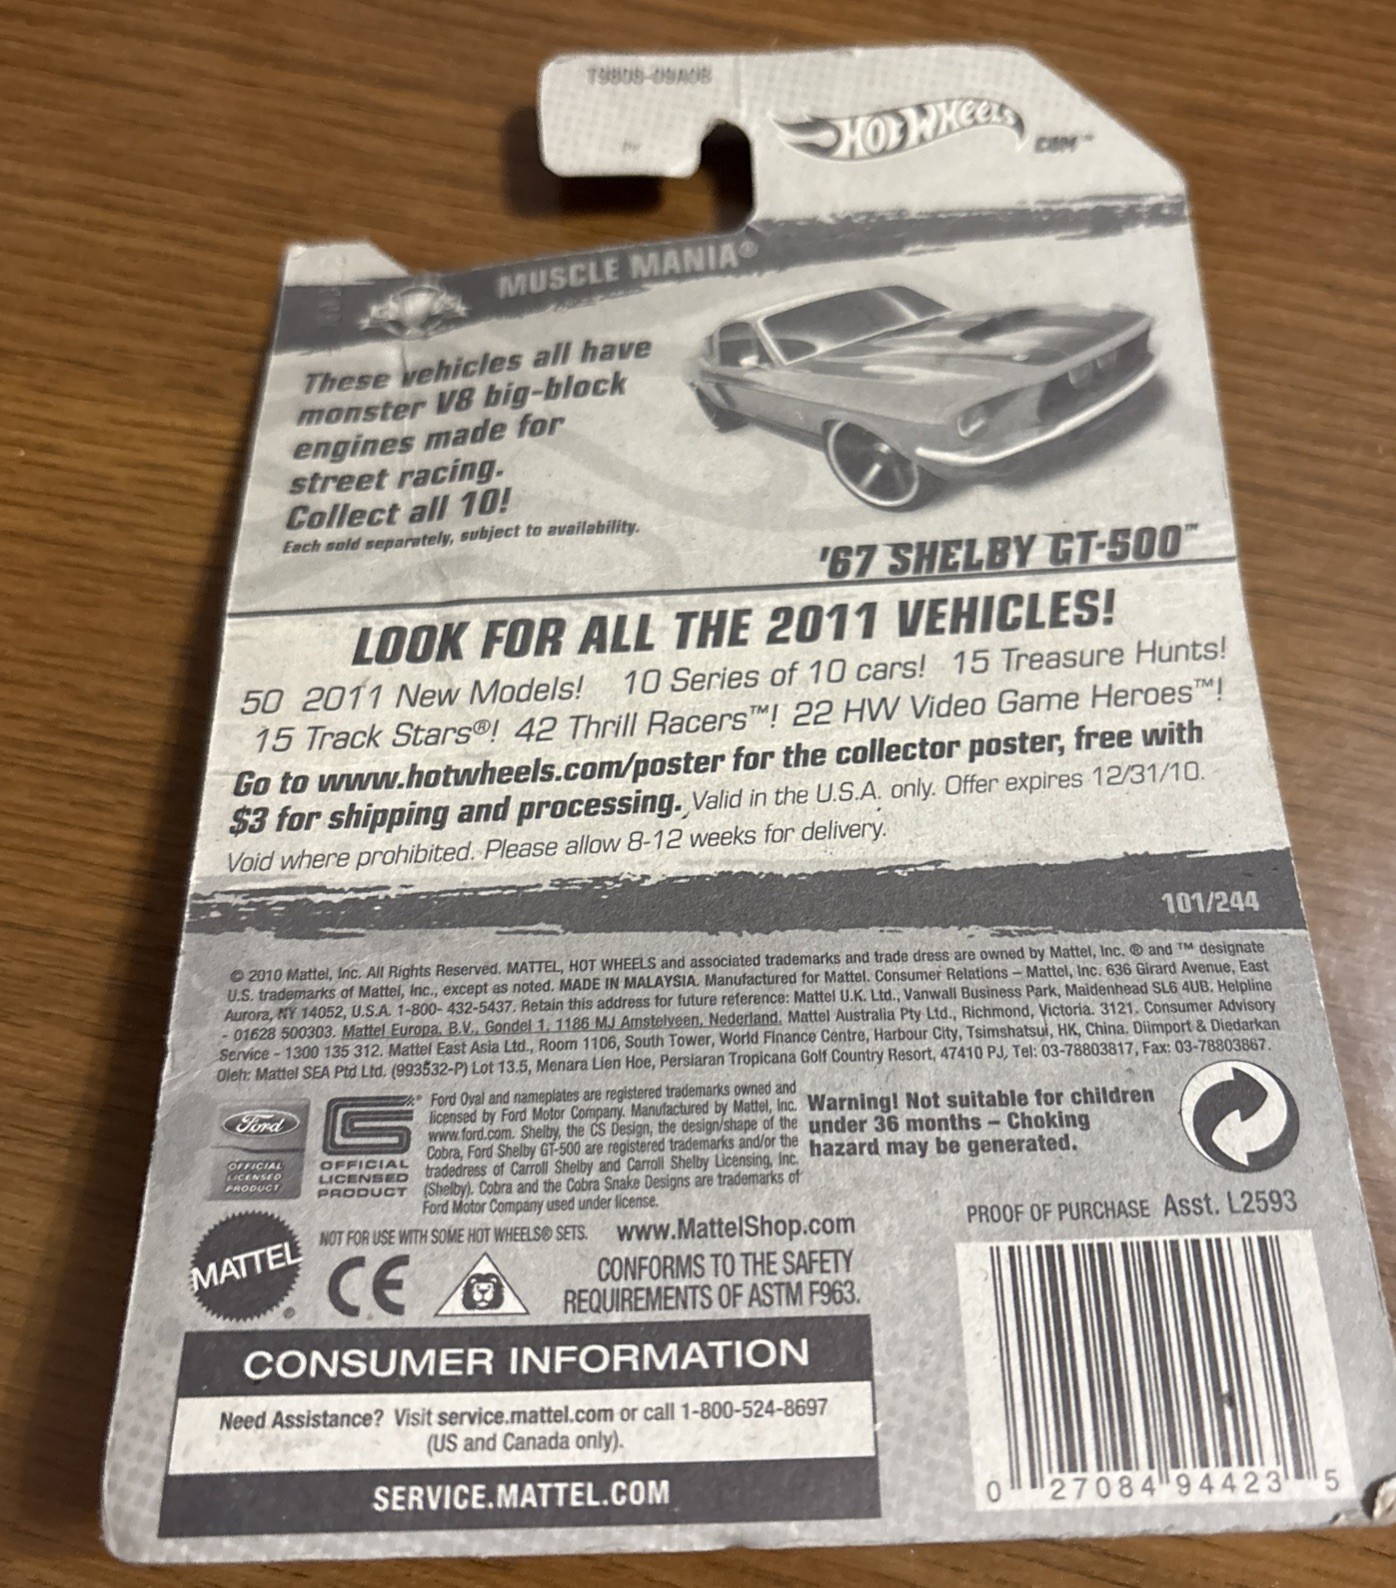 T9808-09A0B
HOT WHEELS
.COM™
MUSCLE MANIA®
These vehicles all have
monster V8 big-block
engines made for
street racing.
Collect all 10!
Each sold separately, subject to availability.
'67 SHELBY GT-500™
LOOK FOR ALL THE 2011 VEHICLES!
50 2011 New Models! 10 Series of 10 cars! 15 Treasure Hunts!
15 Track Stars®! 42 Thrill Racers™! 22 HW Video Game Heroes™!
Go to www.hotwheels.com/poster for the collector poster, free with
$3 for shipping and processing. Valid in the U.S.A. only. Offer expires 12/31/10.
Void where prohibited. Please allow 8-12 weeks for delivery.
101/244
© 2010 Mattel, Inc. All Rights Reserved. MATTEL, HOT WHEELS and associated trademarks and trade dress are owned by Mattel, Inc. ® and ™ designate
U.S. trademarks of Mattel, Inc., except as noted. MADE IN MALAYSIA. Manufactured for Mattel. Consumer Relations – Mattel, Inc. 636 Girard Avenue, East
Aurora, NY 14052, U.S.A. 1-800- 432-5437. Retain this address for future reference: Mattel U.K. Ltd., Vanwall Business Park, Maidenhead SL6 4UB. Helpline
- 01628 500303. Mattel Europa, B.V., Gondel 1, 1186 MJ Amstelveen, Nederland. Mattel Australia Pty Ltd., Richmond, Victoria. 3121. Consumer Advisory
Service - 1300 135 312. Mattel East Asia Ltd., Room 1106, South Tower, World Finance Centre, Harbour City, Tsimshatsui, HK, China. Diimport & Diedarkan
Oleh: Mattel SEA Ptd Ltd. (993532-P) Lot 13.5, Menara Lien Hoe, Persiaran Tropicana Golf Country Resort, 47410 PJ, Tel: 03-78803817, Fax: 03-78803867.
Ford
OFFICIAL
LICENSED
PRODUCT
OFFICIAL
LICENSED
PRODUCT
Ford Oval and nameplates are registered trademarks owned and
licensed by Ford Motor Company. Manufactured by Mattel, Inc.
www.ford.com. Shelby, the CS Design, the design/shape of the
Cobra, Ford Shelby GT-500 are registered trademarks and/or the
tradedress of Carroll Shelby and Carroll Shelby Licensing, Inc.
(Shelby). Cobra and the Cobra Snake Designs are trademarks of
Ford Motor Company used under license.
Warning! Not suitable for children
under 36 months – Choking
hazard may be generated.
MATTEL®
NOT FOR USE WITH SOME HOT WHEELS® SETS.
www.MattelShop.com
CE
CONFORMS TO THE SAFETY
REQUIREMENTS OF ASTM F963.
PROOF OF PURCHASE Asst. L2593
0 27084 94423 5
CONSUMER INFORMATION
Need Assistance? Visit service.mattel.com or call 1-800-524-8697
(US and Canada only).
SERVICE.MATTEL.COM